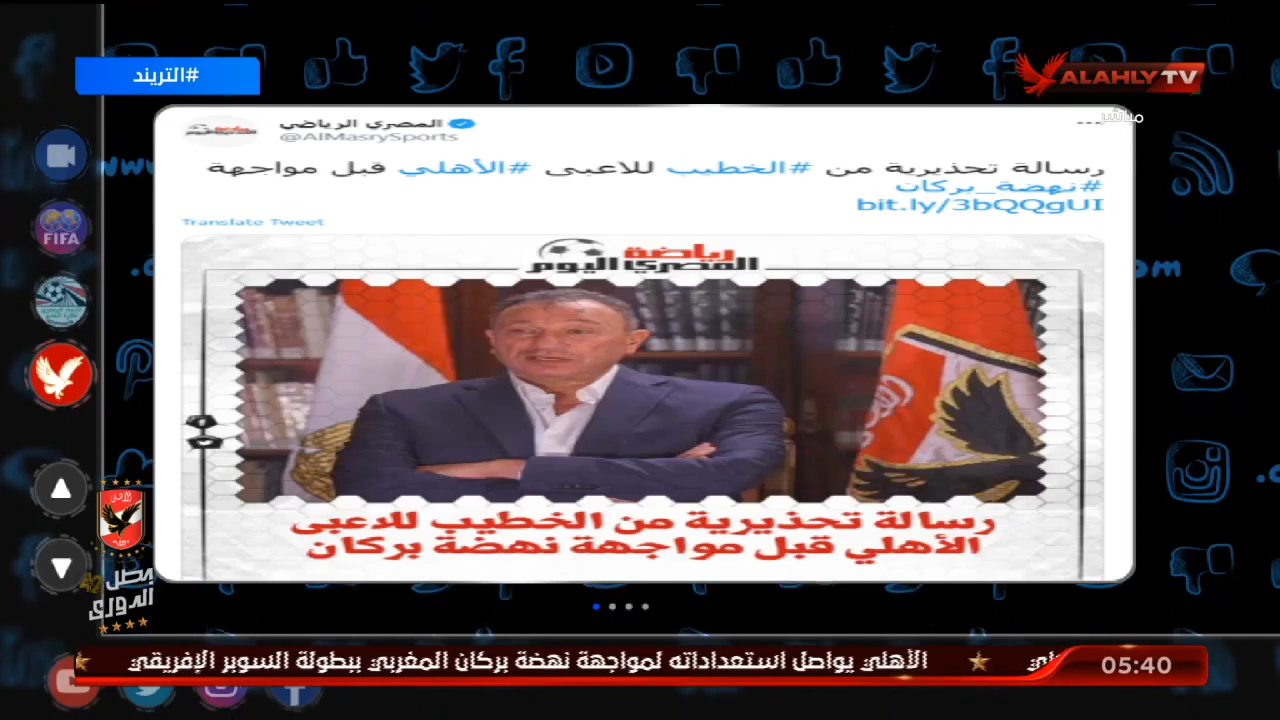 #التريند
ALAHLY TV
مباشر
المصري الرياضي
@AlMasrySports
رسالة تحذيرية من #الخطيب للاعبى #الأهلي قبل مواجهة
#نهضة_بركان
bit.ly/3bQQgUI
Translate Tweet
رياضة
المصري اليوم
رسالة تحذيرية من الخطيب للاعبى
الأهلي قبل مواجهة نهضة بركان
FIFA
بطل
الدورى
الأهلي يواصل استعداداته لمواجهة نهضة بركان المغربي ببطولة السوبر الإفريقي
05:40